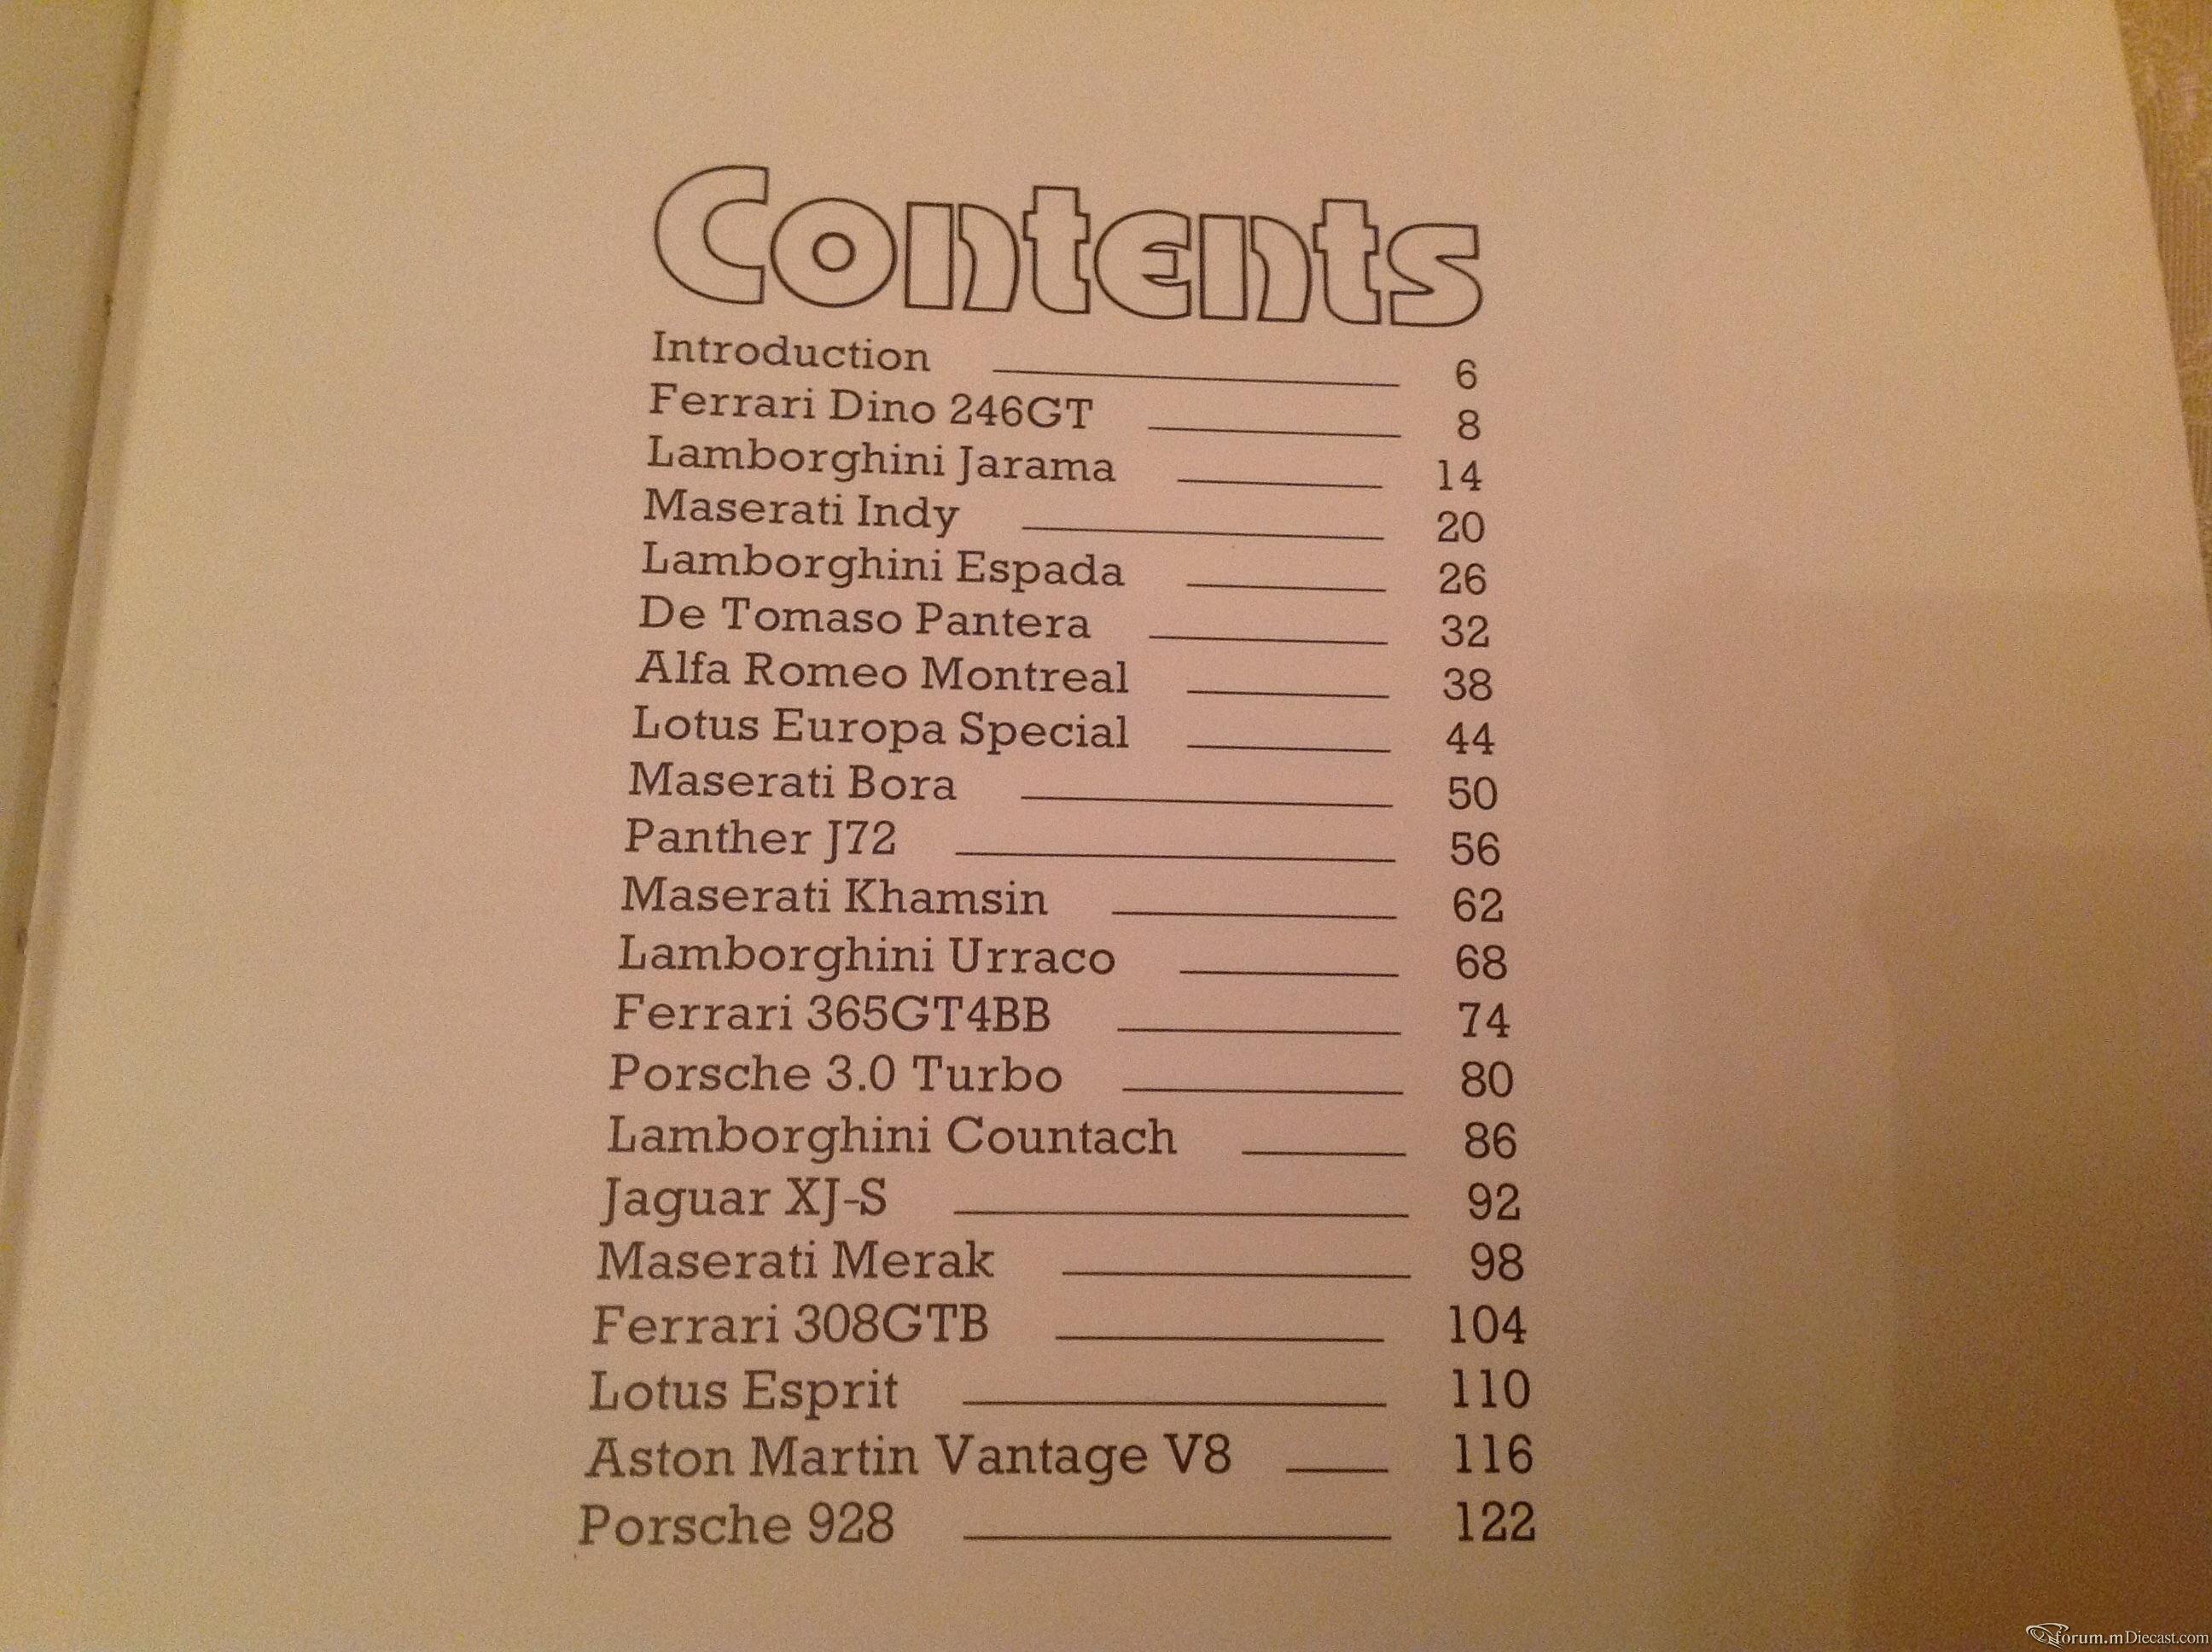 Contents
Introduction 6
Ferrari Dino 246GT 8
Lamborghini Jarama 14
Maserati Indy 20
Lamborghini Espada 26
De Tomaso Pantera 32
Alfa Romeo Montreal 38
Lotus Europa Special 44
Maserati Bora 50
Panther J72 56
Maserati Khamsin 62
Lamborghini Urraco 68
Ferrari 365GT4BB 74
Porsche 3.0 Turbo 80
Lamborghini Countach 86
Jaguar XJ-S 92
Maserati Merak 98
Ferrari 308GTB 104
Lotus Esprit 110
Aston Martin Vantage V8 116
Porsche 928 122
forum.mDiecast.com